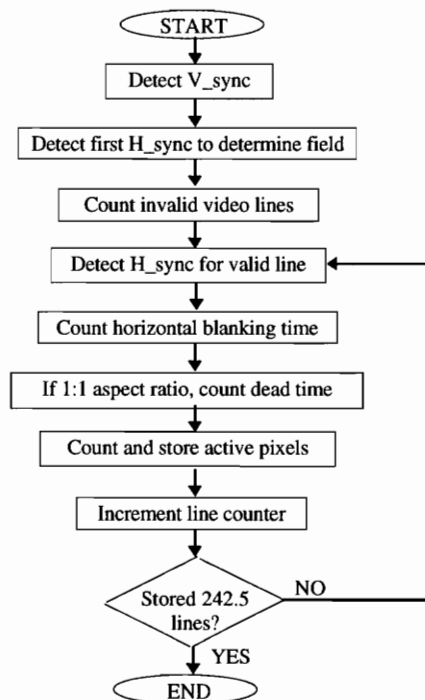 START
Detect V_sync
Detect first H_sync to determine field
Count invalid video lines
Detect H_sync for valid line
Count horizontal blanking time
If 1:1 aspect ratio, count dead time
Count and store active pixels
Increment line counter
Stored 242.5
lines?
NO
YES
END